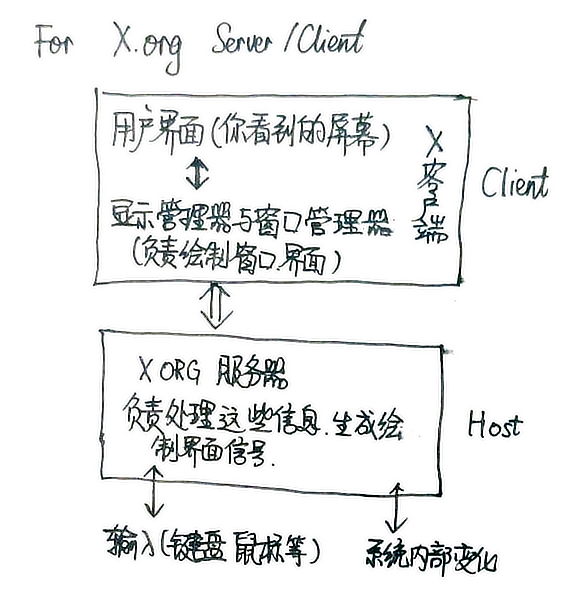 For X.org Server/Client
用户界面(你看到的屏幕)
显示管理器与窗口管理器
(负责绘制窗口界面)
X客户端
Client
X ORG 服务器
负责处理这些信息.生成绘
制界面信号.
Host
输入(键盘 鼠标等)
系统内部变化